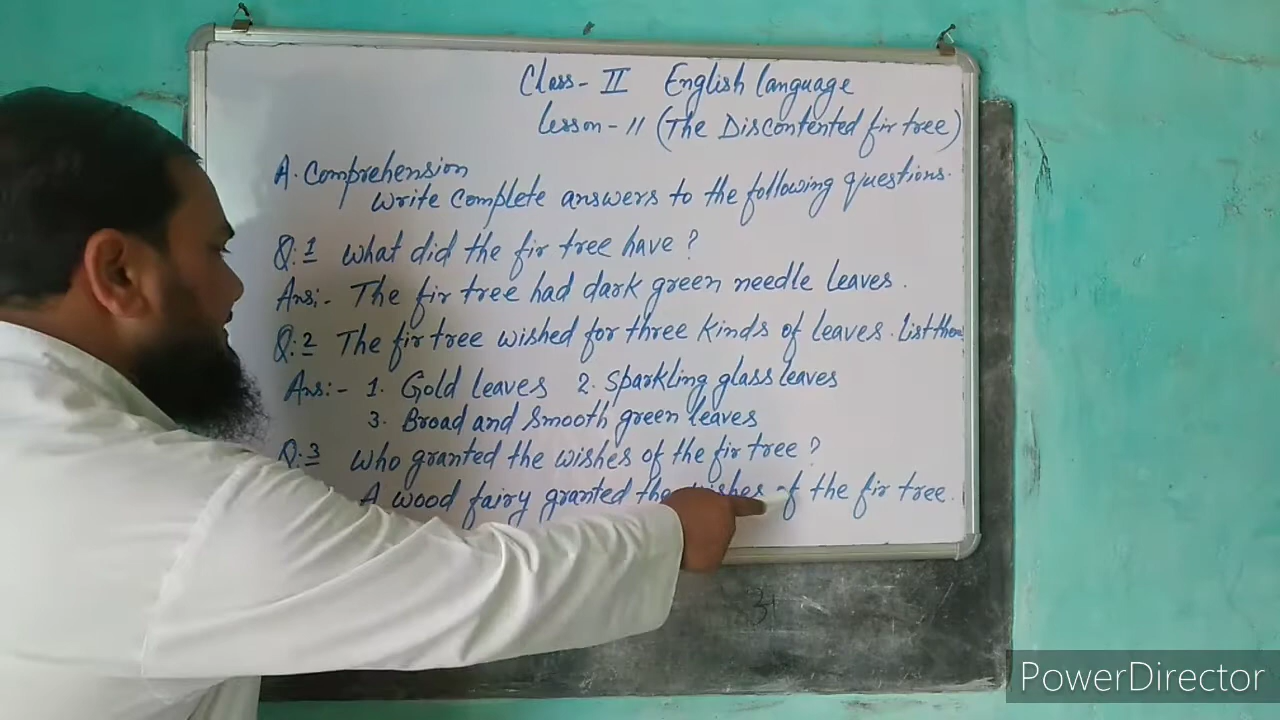 Class - II English Language
Lesson - 11 (The Discontented fir tree)
A. Comprehension
Write complete answers to the following questions.
Q.1 What did the fir tree have ?
Ans:- The fir tree had dark green needle leaves.
Q.2 The fir tree wished for three kinds of leaves. List them
Ans:- 1. Gold leaves 2. Sparkling glass leaves
3. Broad and smooth green leaves
Q.3 Who granted the wishes of the fir tree ?
A wood fairy granted the wishes of the fir tree.
PowerDirector